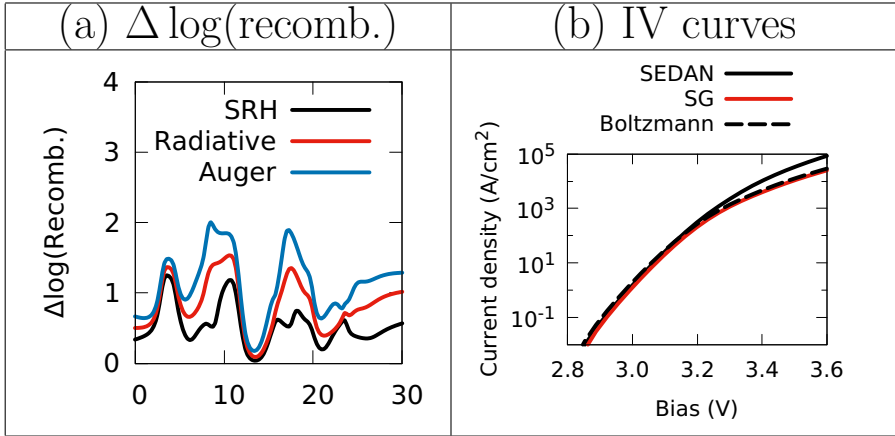 (a) Δ log(recomb.)
(b) IV curves
Δlog(Recomb.)
4
3
2
1
0
SRH
Radiative
Auger
0 10 20 30
SEDAN
SG
Boltzmann
Current density (A/cm²)
10⁵
10³
10¹
10⁻¹
2.8 3.0 3.2 3.4 3.6
Bias (V)